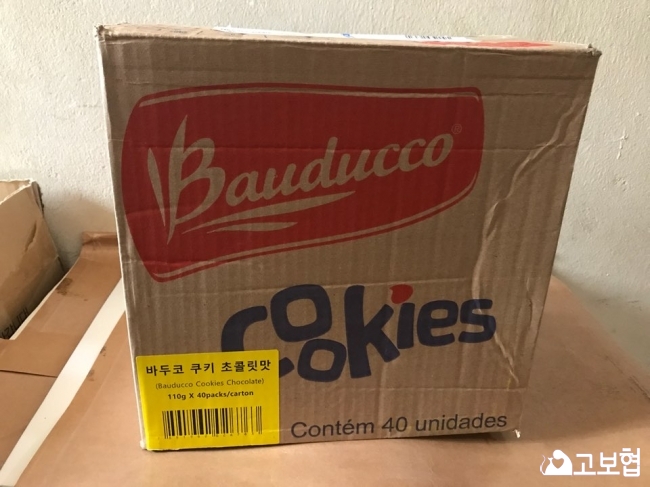 Bauducco®
Cookies
바두코 쿠키 초콜릿맛
(Bauducco Cookies Chocolate)
110g X 40packs/carton
Contém 40 unidades
고보협